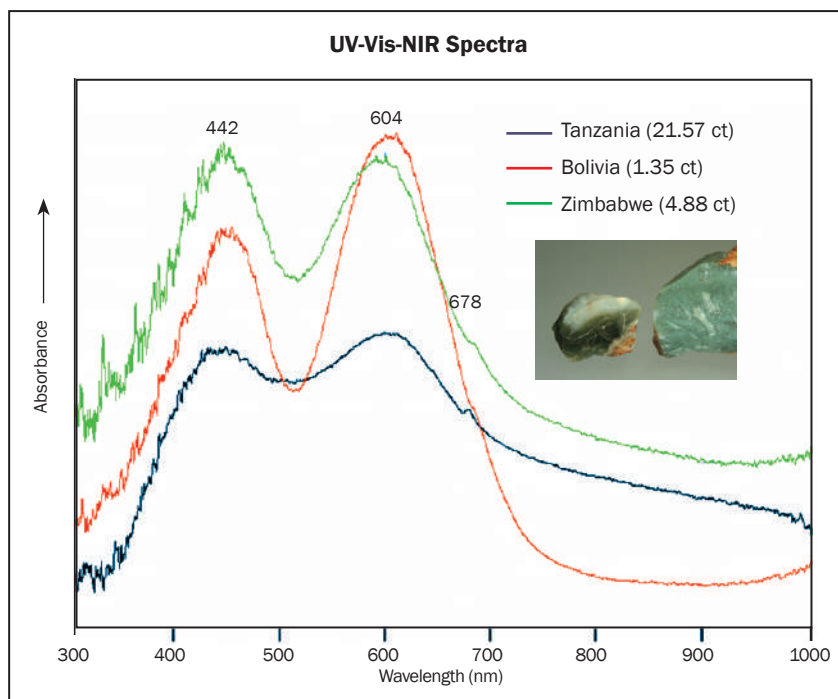 UV-Vis-NIR Spectra
442
604
Tanzania (21.57 ct)
Bolivia (1.35 ct)
Zimbabwe (4.88 ct)
678
Absorbance
300 400 500 600 700 800 900 1000
Wavelength (nm)